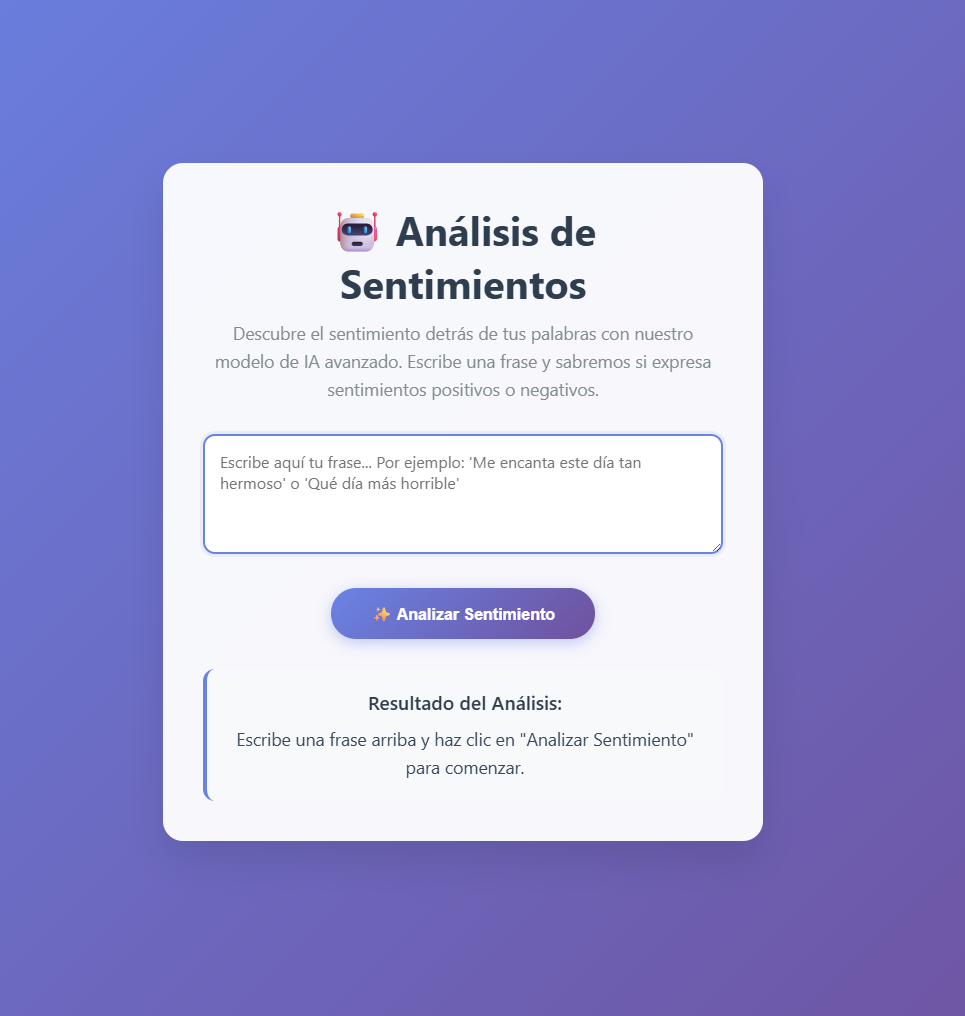 Análisis de
Sentimientos
Descubre el sentimiento detrás de tus palabras con nuestro
modelo de IA avanzado. Escribe una frase y sabremos si expresa
sentimientos positivos o negativos.
Escribe aquí tu frase... Por ejemplo: 'Me encanta este día tan
hermoso' o 'Qué día más horrible'
✨ Analizar Sentimiento
Resultado del Análisis:
Escribe una frase arriba y haz clic en "Analizar Sentimiento"
para comenzar.